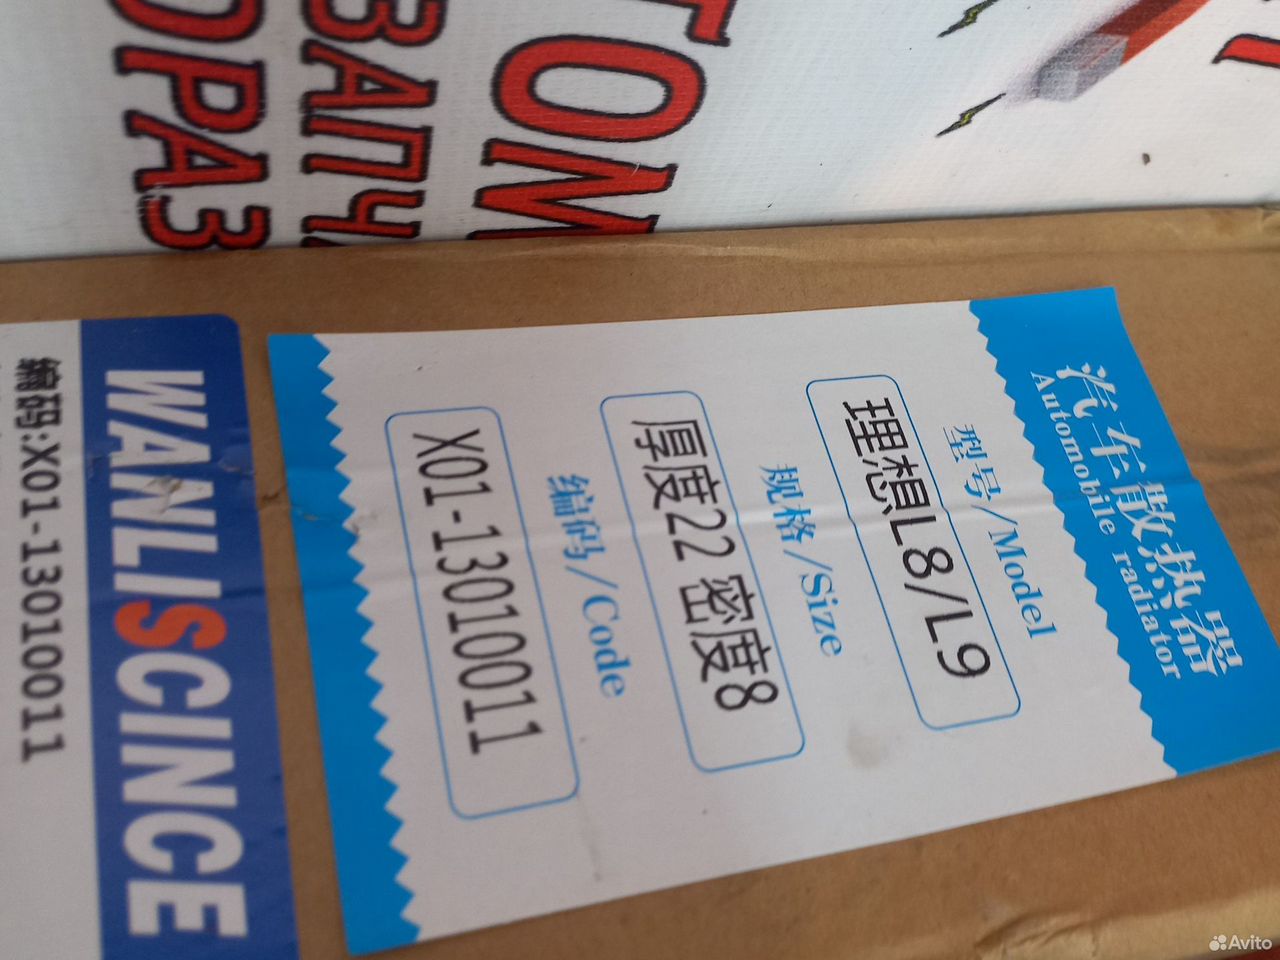 ТОМ
ЗАПЧ
ОРАЗ
汽车散热器
Automobile radiator
型号/Model
理想L8/L9
规格/Size
厚度22 密度8
编码/Code
X01-13010011
WANLISCINCE
编码:X01-13010011
Avito